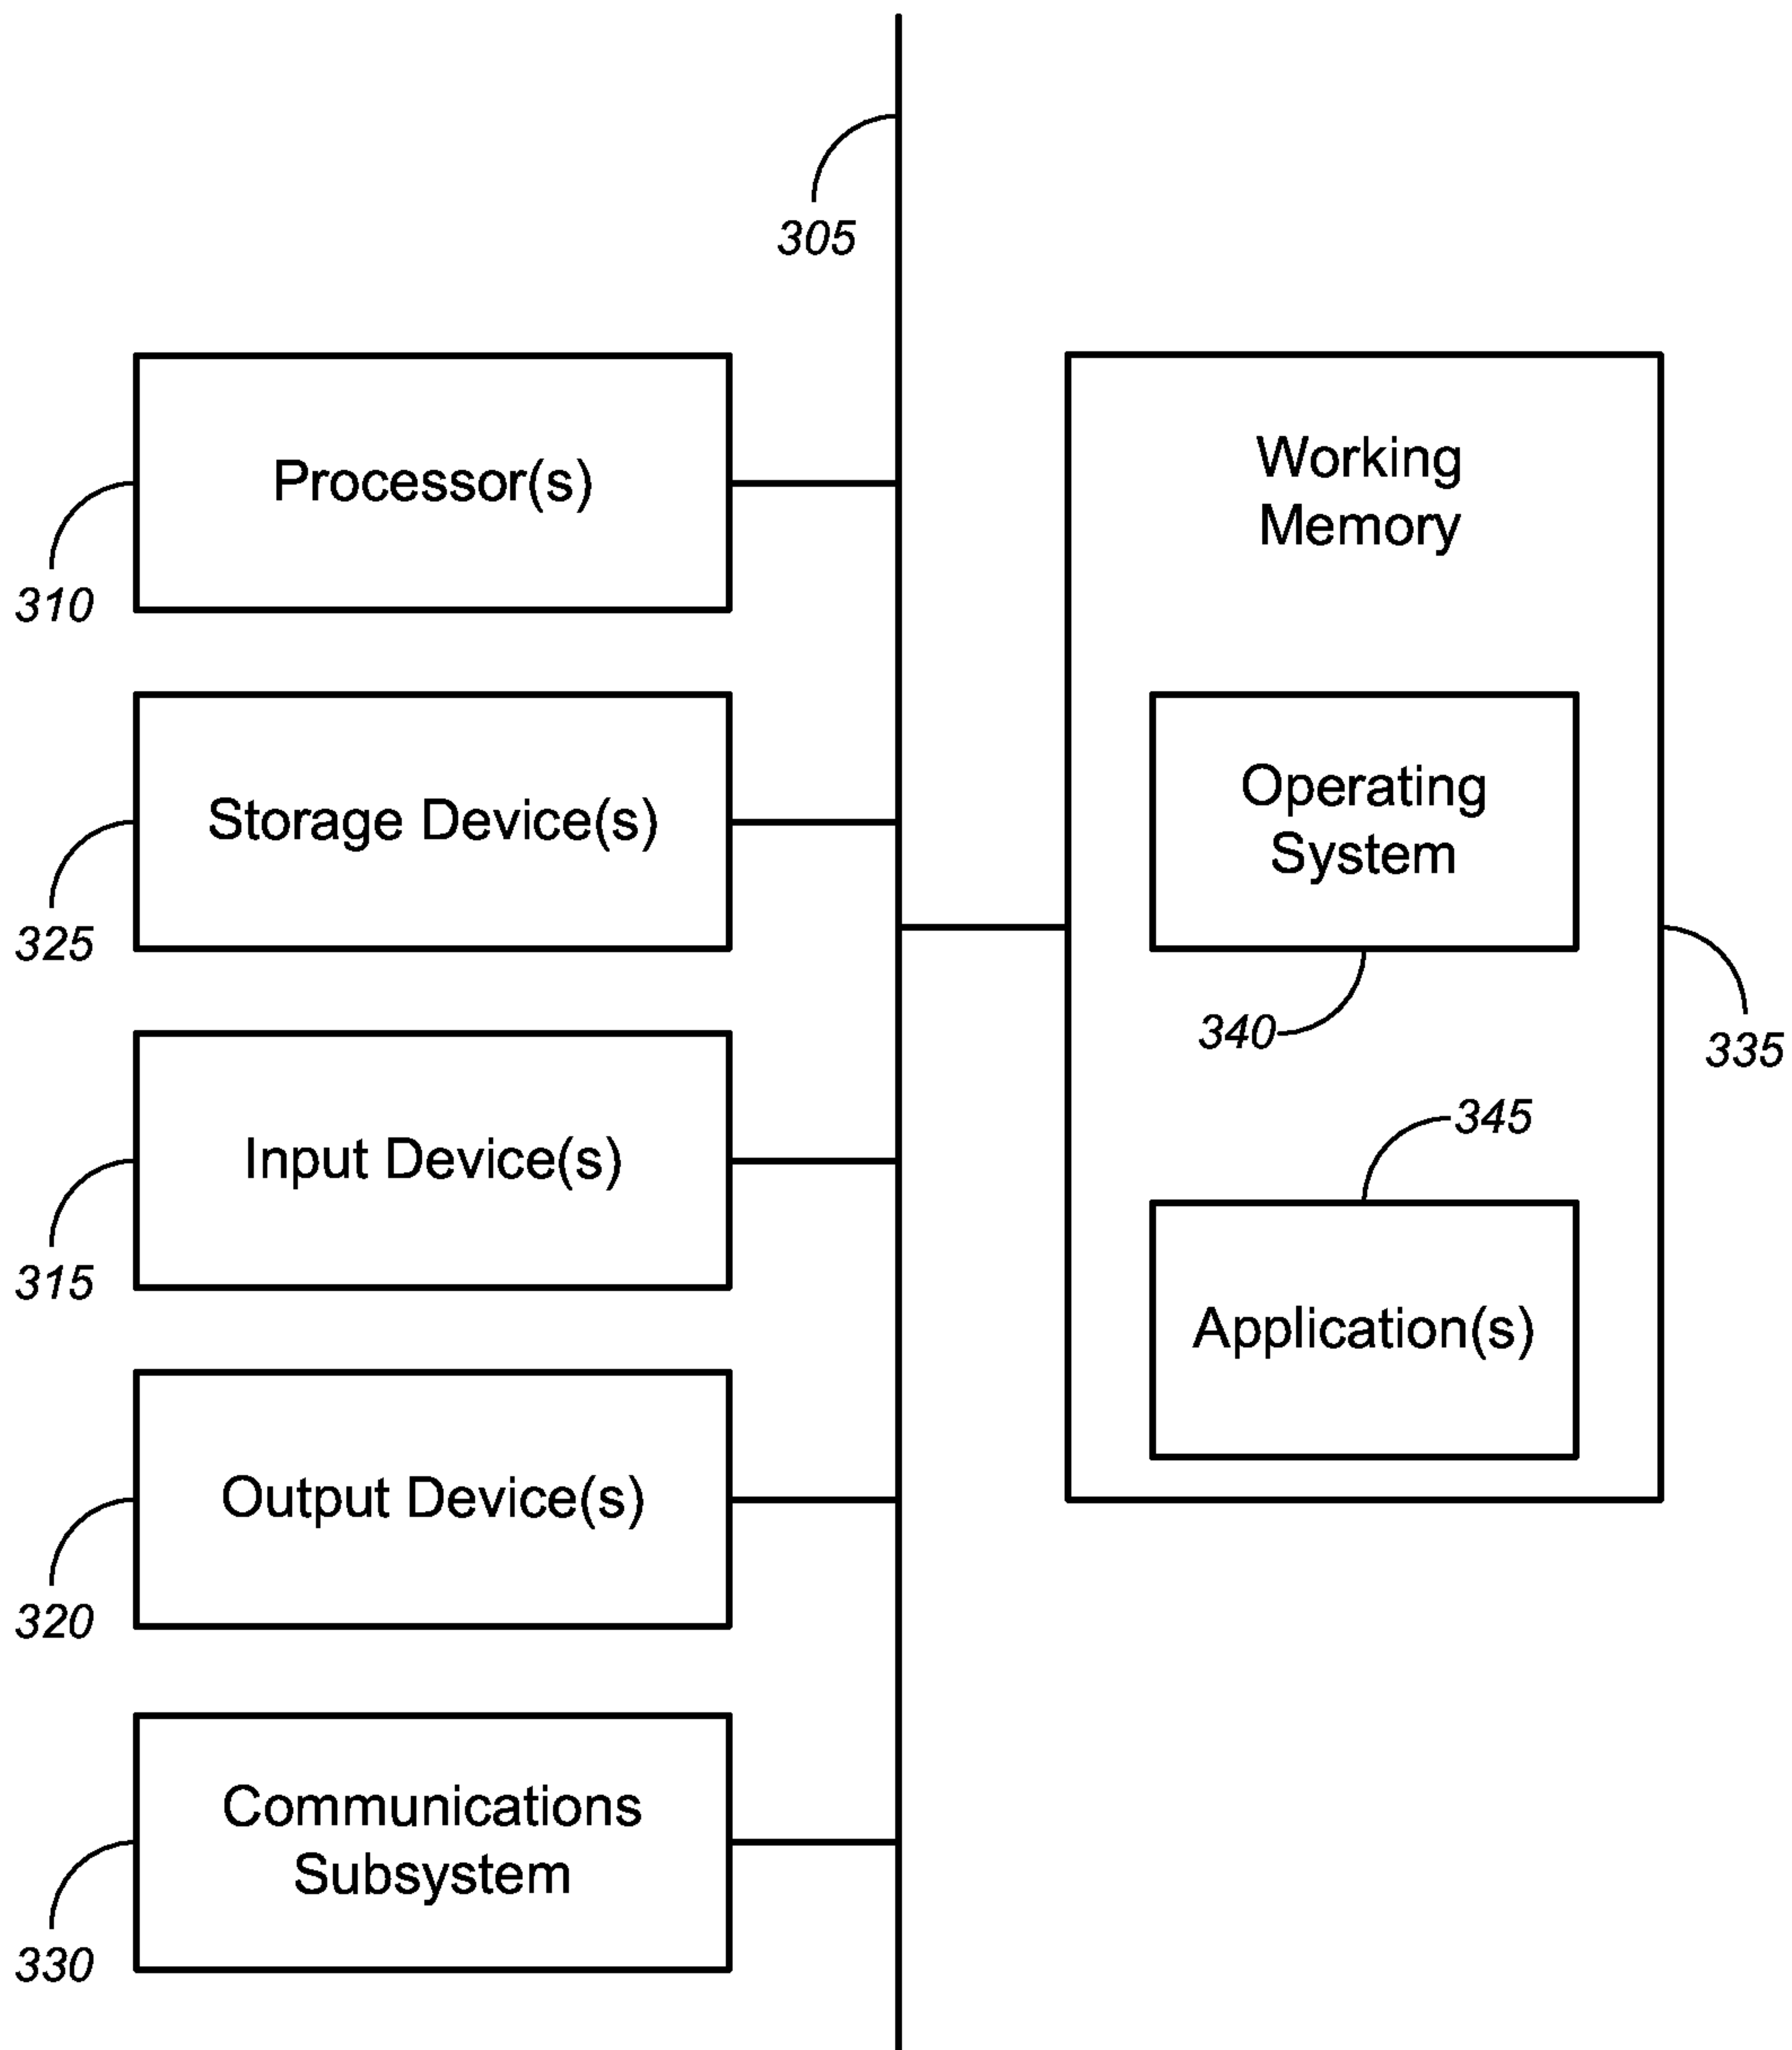 305
Processor(s)
310
Storage Device(s)
325
Input Device(s)
315
Output Device(s)
320
Communications
Subsystem
330
Working
Memory
Operating
System
340
335
345
Application(s)